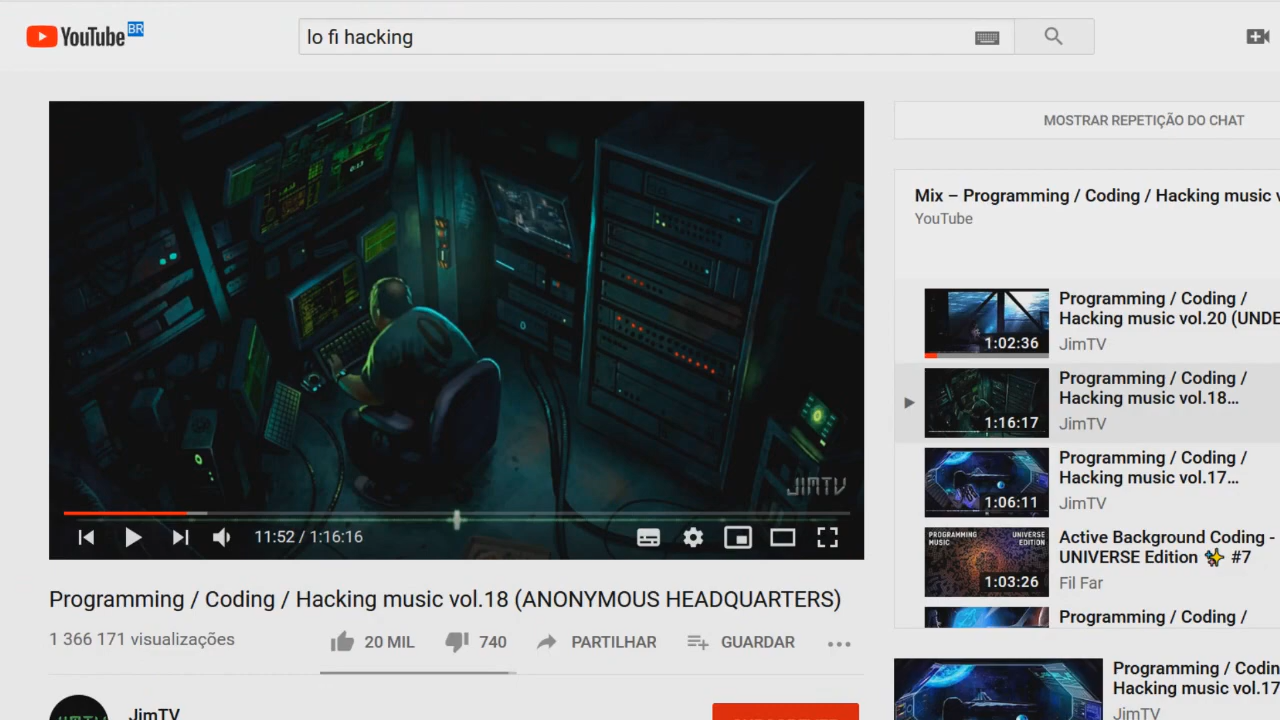 YouTube BR
lo fi hacking
MOSTRAR REPETIÇÃO DO CHAT
Mix – Programming / Coding / Hacking music
YouTube
Programming / Coding /
Hacking music vol.20 (UNDE
JimTV
1:02:36
Programming / Coding /
Hacking music vol.18...
JimTV
1:16:17
Programming / Coding /
Hacking music vol.17...
JimTV
1:06:11
PROGRAMMING
MUSIC
UNIVERSE
EDITION
Active Background Coding -
UNIVERSE Edition ✨ #7
Fil Far
1:03:26
Programming / Coding /
JIMTV
11:52 / 1:16:16
Programming / Coding / Hacking music vol.18 (ANONYMOUS HEADQUARTERS)
1 366 171 visualizações
20 MIL
740
PARTILHAR
GUARDAR
JimTV
Programming / Codin
Hacking music vol.17
JimTV